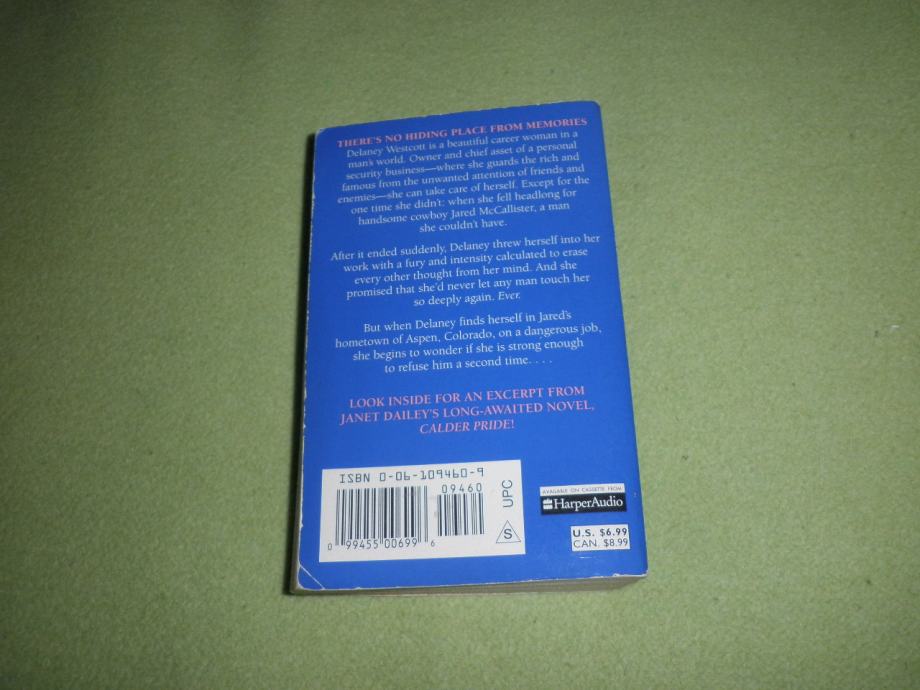 THERE'S NO HIDING PLACE FROM MEMORIES
Delaney Westcott is a beautiful career woman in a
man's world. Owner and chief asset of a personal
security business—where she guards the rich and
famous from the unwanted attention of friends and
enemies—she can take care of herself. Except for the
one time she didn't: when she fell headlong for
handsome cowboy Jared McCallister, a man
she couldn't have.
After it ended suddenly, Delaney threw herself into her
work with a fury and intensity calculated to erase
every other thought from her mind. And she
promised that she'd never let any man touch her
so deeply again. Ever.
But when Delaney finds herself in Jared's
hometown of Aspen, Colorado, on a dangerous job,
she begins to wonder if she is strong enough
to refuse him a second time. . . .
LOOK INSIDE FOR AN EXCERPT FROM
JANET DAILEY'S LONG-AWAITED NOVEL,
CALDER PRIDE!
ISBN 0-06-109460-9
09460
0 99455 00699 6
UPC
S
AVAILABLE ON CASSETTE FROM
HarperAudio
U.S. $6.99
CAN. $8.99